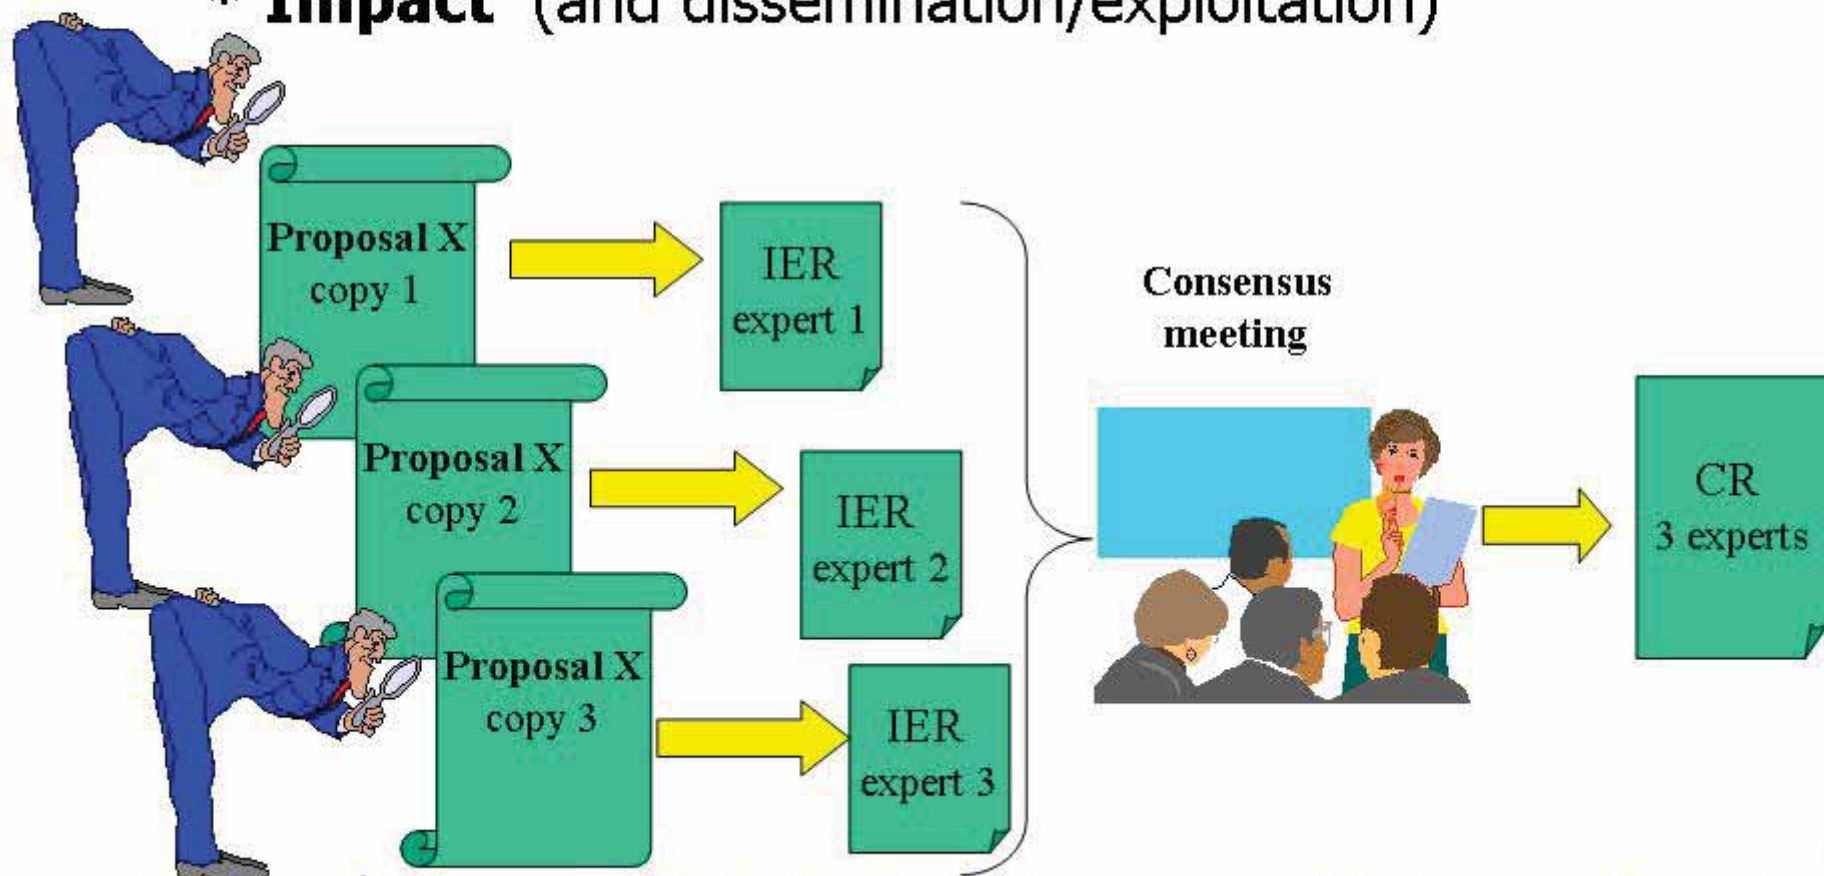 * Impact (and dissemination/exploitation)
Proposal X
copy 1
IER
expert 1
Proposal X
copy 2
IER
expert 2
Proposal X
copy 3
IER
expert 3
Consensus
meeting
CR
3 experts